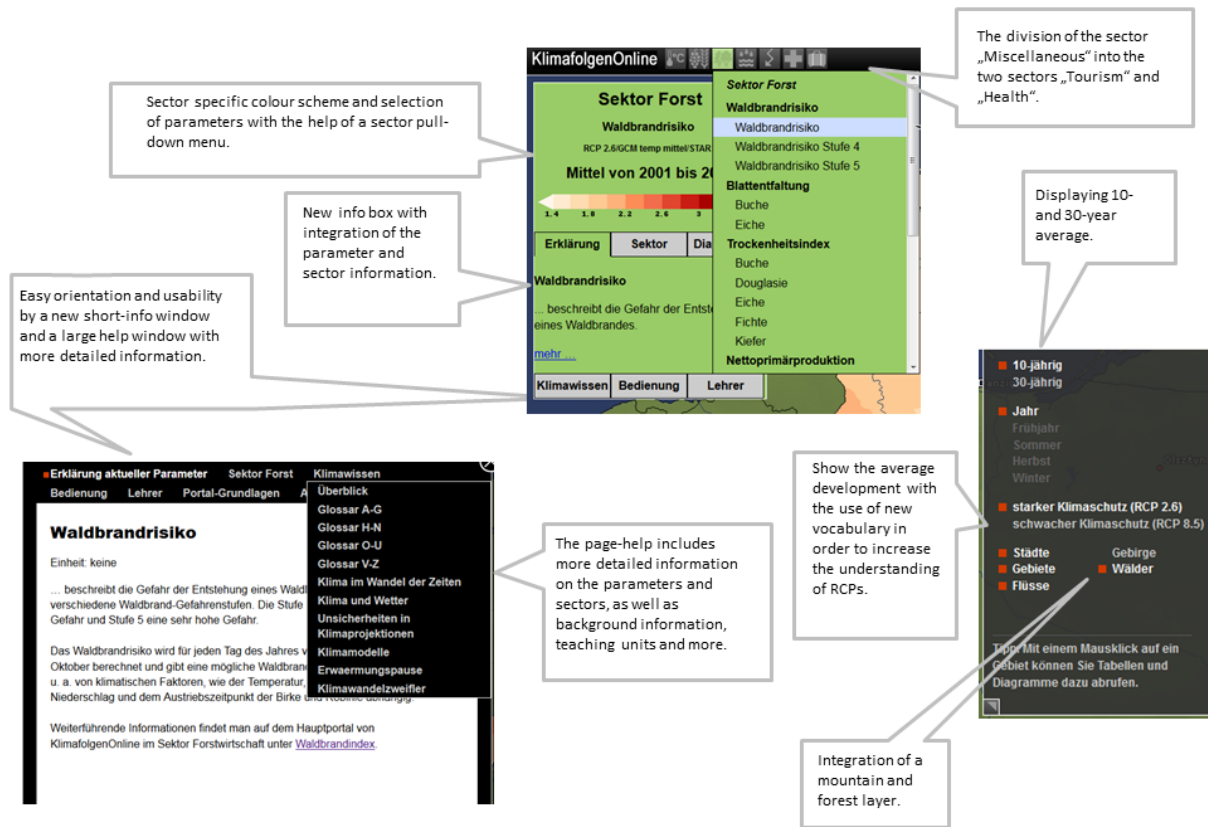 The division of the sector
„Miscellaneous“ into the
two sectors „Tourism“ and
„Health“.
Sector specific colour scheme and selection
of parameters with the help of a sector pull-
down menu.
New info box with
integration of the
parameter and
sector information.
Easy orientation and usability
by a new short-info window
and a large help window with
more detailed information.
Displaying 10-
and 30-year
average.
KlimafolgenOnline °C
Sektor Forst
Waldbrandrisiko
RCP 2.6/GCM temp mittel/STAR
Mittel von 2001 bis 20
1.4 1.8 2.2 2.6 3
Erklärung Sektor Dia
Waldbrandrisiko
... beschreibt die Gefahr der Entste
eines Waldbrandes.
mehr ...
Klimawissen Bedienung Lehrer
Sektor Forst
Waldbrandrisiko
Waldbrandrisiko
Waldbrandrisiko Stufe 4
Waldbrandrisiko Stufe 5
Blattentfaltung
Buche
Eiche
Trockenheitsindex
Buche
Douglasie
Eiche
Fichte
Kiefer
Nettoprimärproduktion
Erklärung aktueller Parameter Sektor Forst Klimawissen
Bedienung Lehrer Portal-Grundlagen A
Überblick
Glossar A-G
Glossar H-N
Glossar O-U
Glossar V-Z
Klima im Wandel der Zeiten
Klima und Wetter
Unsicherheiten in
Klimaprojektionen
Klimamodelle
Erwaermungspause
Klimawandelzweifler
Waldbrandrisiko
Einheit: keine
... beschreibt die Gefahr der Entstehung eines Wald
verschiedene Waldbrand-Gefahrenstufen. Die Stufe
Gefahr und Stufe 5 eine sehr hohe Gefahr.
Das Waldbrandrisiko wird für jeden Tag des Jahres v
Oktober berechnet und gibt eine mögliche Waldbran
u. a. von klimatischen Faktoren, wie der Temperatur,
Niederschlag und dem Austriebszeitpunkt der Birke und Robinie abhängig.
Weiterführende Informationen findet man auf dem Hauptportal von
KlimafolgenOnline im Sektor Forstwirtschaft unter Waldbrandindex.
The page-help includes
more detailed information
on the parameters and
sectors, as well as
background information,
teaching units and more.
Show the average
development with
the use of new
vocabulary in
order to increase
the understanding
of RCPs.
10-jährig
30-jährig
Jahr
Frühjahr
Sommer
Herbst
Winter
starker Klimaschutz (RCP 2.6)
schwacher Klimaschutz (RCP 8.5)
Städte Gebirge
Gebiete Wälder
Flüsse
Tipp: Mit einem Mausklick auf ein
Gebiet können Sie Tabellen und
Diagramme dazu abrufen.
Integration of a
mountain and
forest layer.